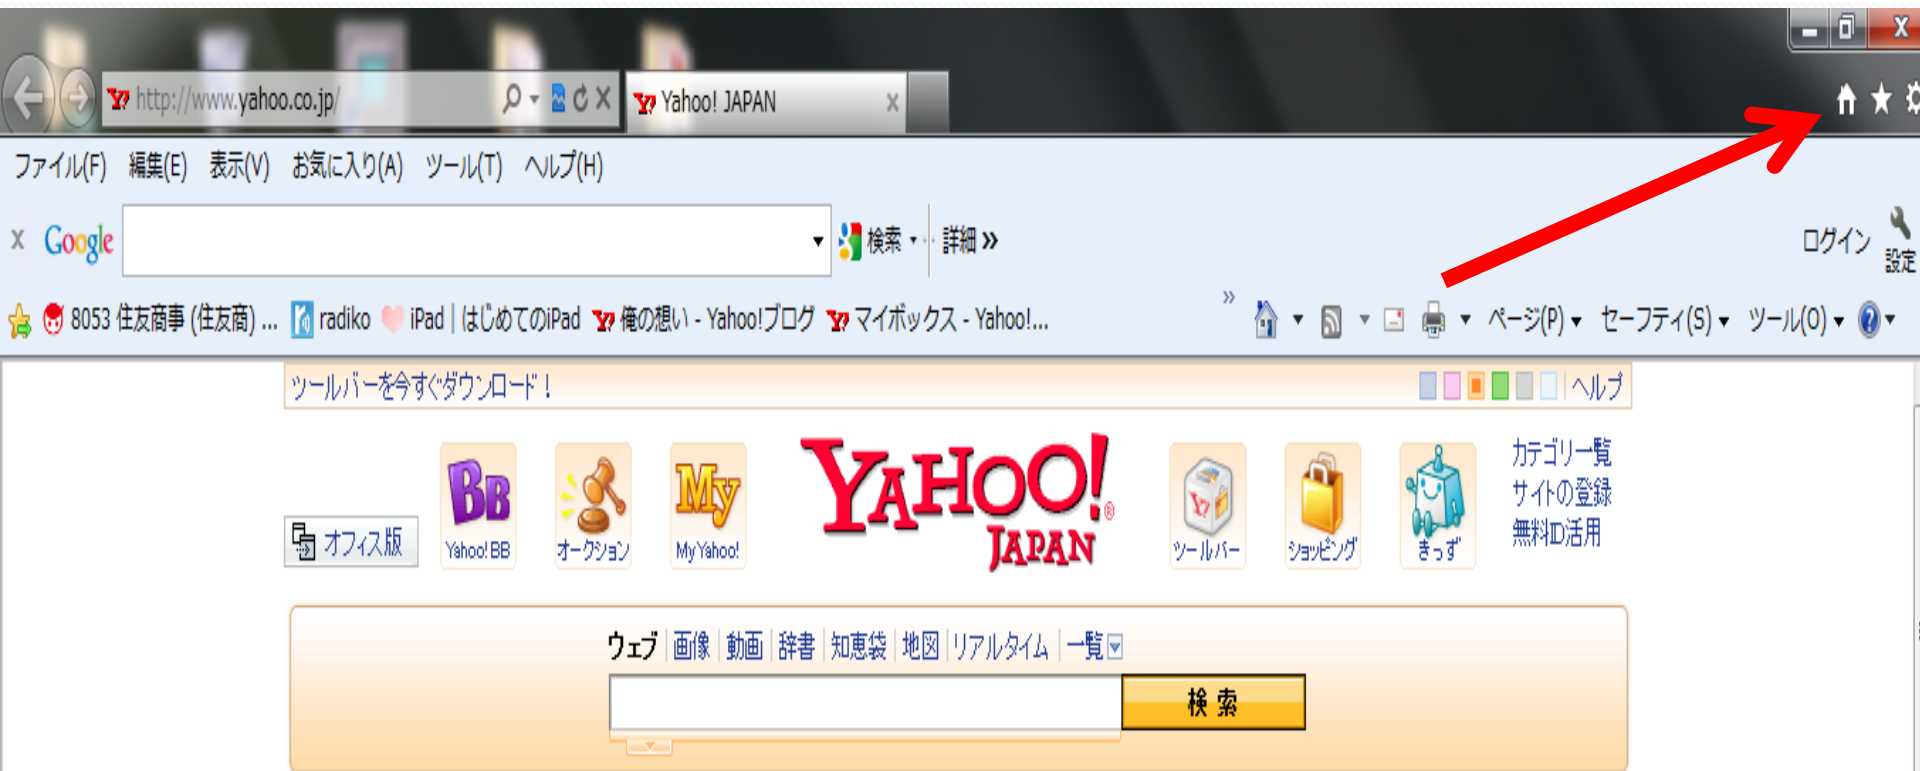 http://www.yahoo.co.jp/
Yahoo! JAPAN
ファイル(F) 編集(E) 表示(V) お気に入り(A) ツール(T) ヘルプ(H)
x Google 検索 詳細 »
ログイン
設定
8053 住友商事 (住友商) ... radiko iPad | はじめてのiPad 俺の想い - Yahoo!ブログ マイボックス - Yahoo!... » ページ(P) セーフティ(S) ツール(O)
ツールバーを今すぐダウンロード！
ヘルプ
オフィス版
BB
Yahoo! BB
オークション
My
My Yahoo!
YAHOO!
JAPAN
ツールバー
ショッピング
きっず
カテゴリ一覧
サイトの登録
無料ID活用
ウェブ 画像 動画 辞書 知恵袋 地図 リアルタイム 一覧
検索